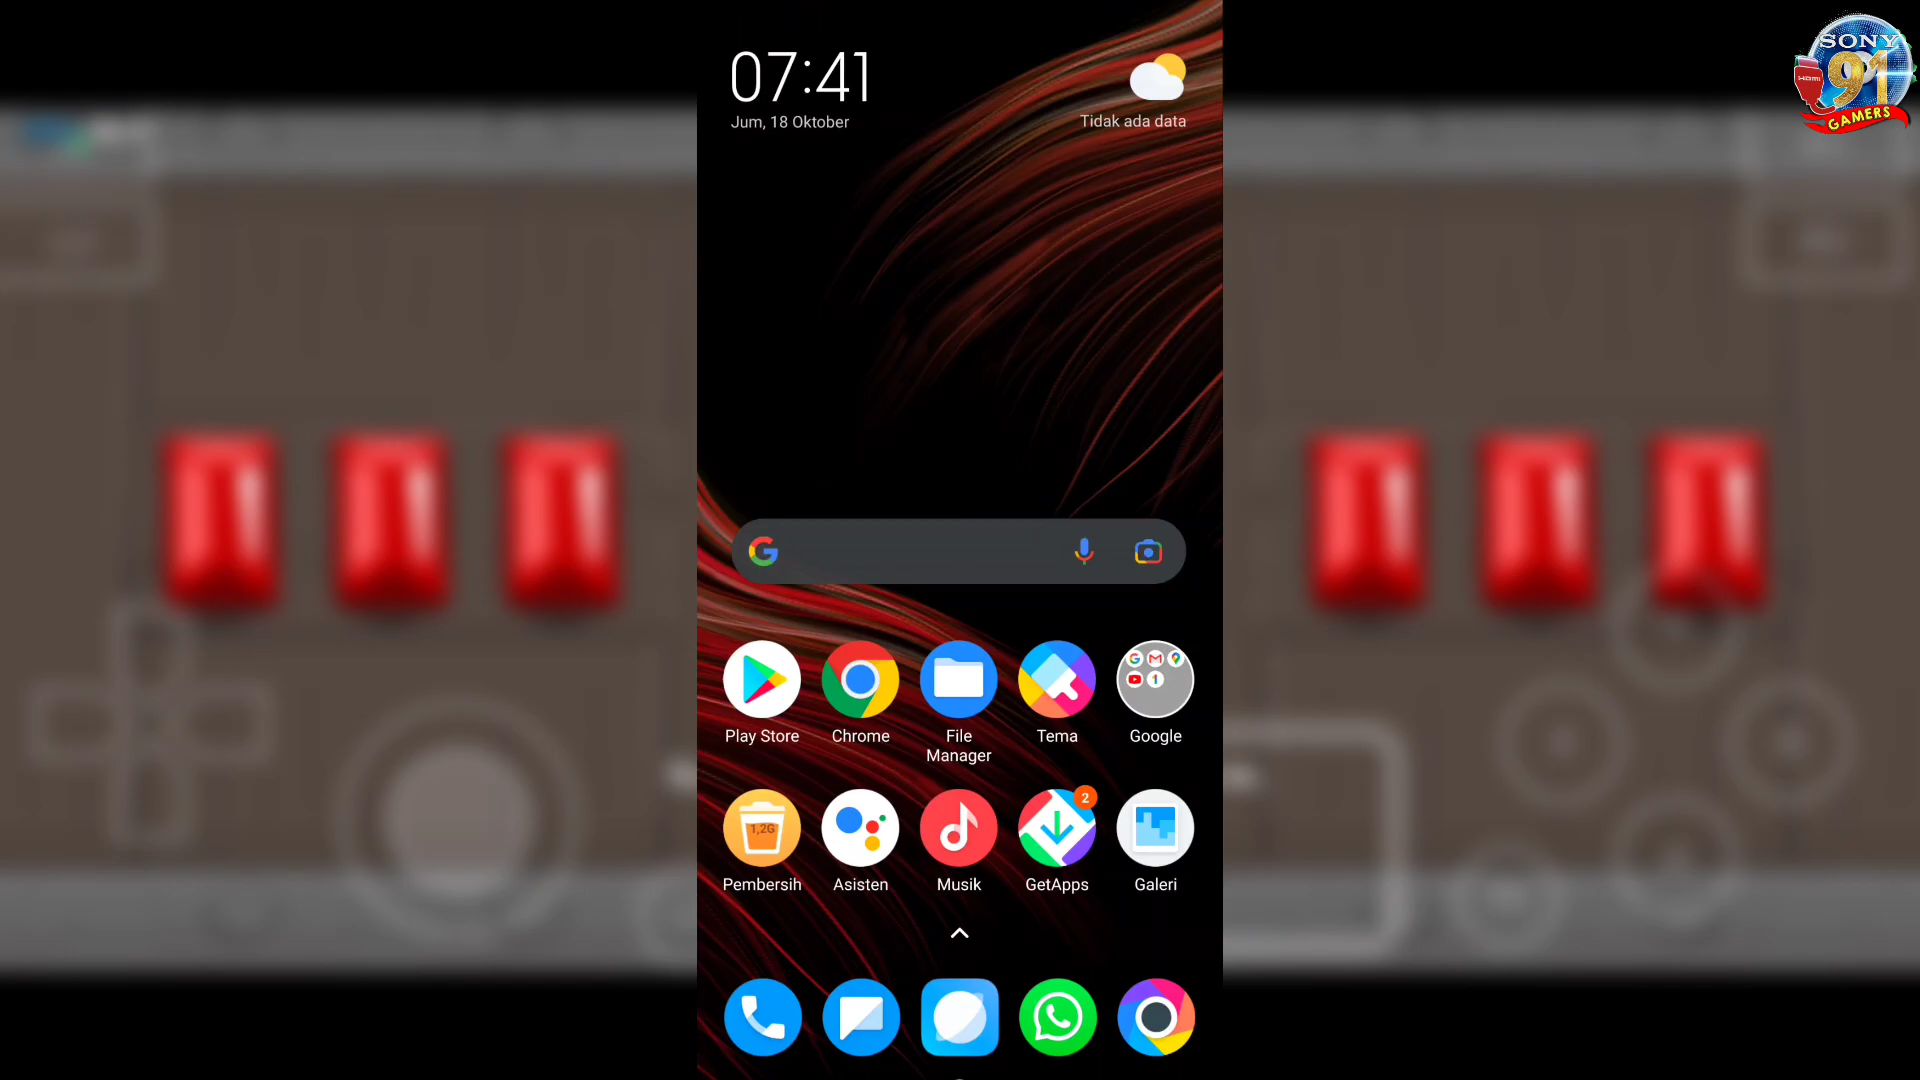 SONY
HDMI
91
GAMERS
07:41
Jum, 18 Oktober
Tidak ada data
Play Store
Chrome
File
Manager
Tema
Google
1,2G
2
Pembersih
Asisten
Musik
GetApps
Galeri